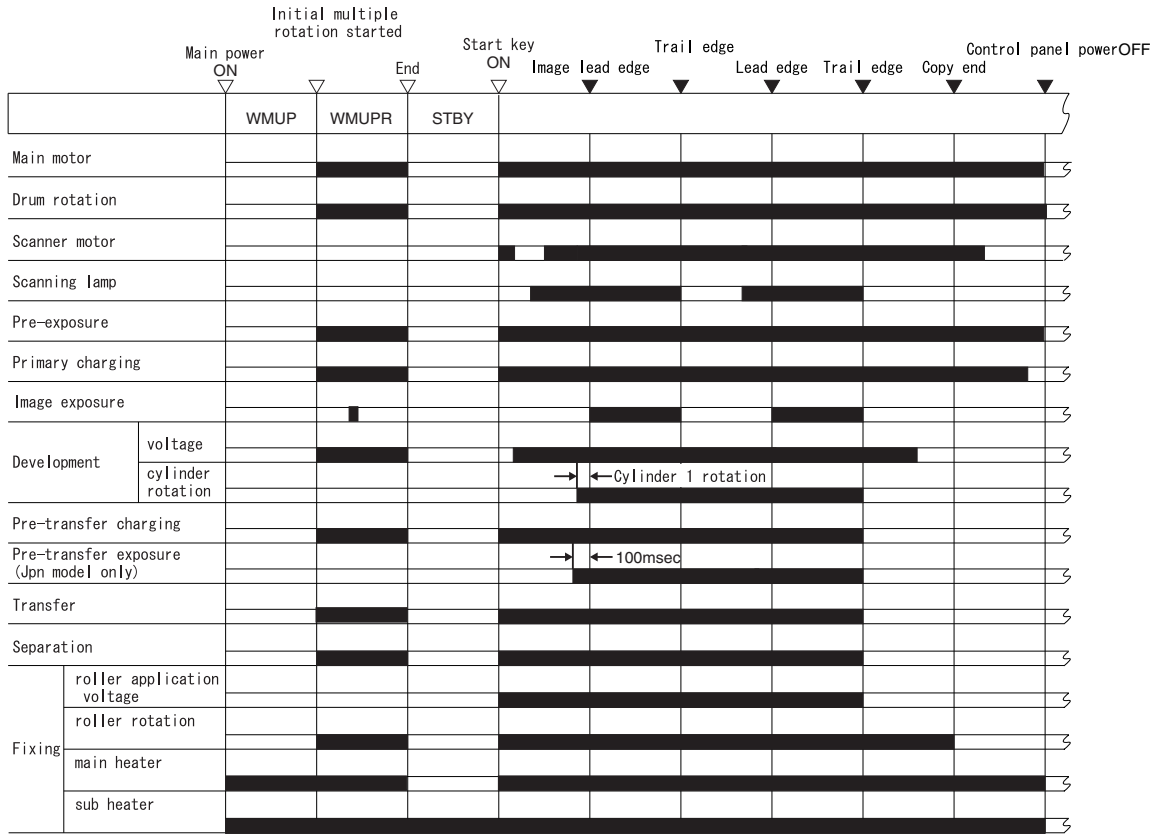 Initial multiple
rotation started
Main power
ON
End
Start key
ON
Image lead edge
Trail edge
Lead edge
Trail edge
Copy end
Control panel powerOFF
WMUP
WMUPR
STBY
Main motor
Drum rotation
Scanner motor
Scanning lamp
Pre-exposure
Primary charging
Image exposure
Development
voltage
cylinder
rotation
Cylinder 1 rotation
Pre-transfer charging
Pre-transfer exposure
(Jpn model only)
100msec
Transfer
Separation
Fixing
roller application
voltage
roller rotation
main heater
sub heater